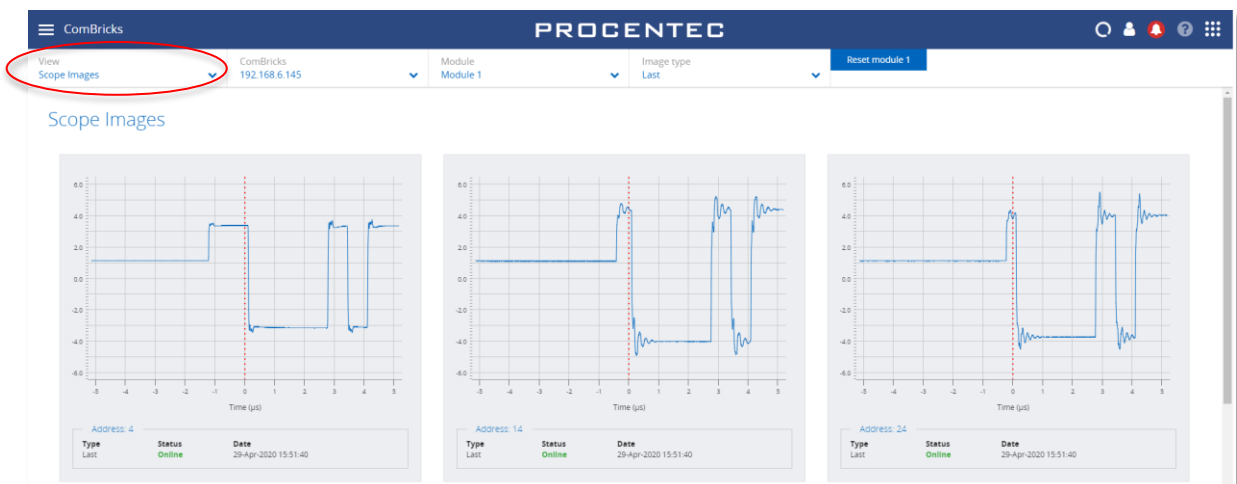 ComBricks
PROCENTEC
View
Scope Images
ComBricks
192.168.6.145
Module
Module 1
Image type
Last
Reset module 1
Scope Images
6.0
4.0
2.0
0.0
-2.0
-4.0
-6.0
-5 -4 -3 -2 -1 0 1 2 3 4 5
Time (μs)
Address: 4
Type Status Date
Last Online 29-Apr-2020 15:51:40
6.0
4.0
2.0
0.0
-2.0
-4.0
-6.0
-5 -4 -3 -2 -1 0 1 2 3 4 5
Time (μs)
Address: 14
Type Status Date
Last Online 29-Apr-2020 15:51:40
6.0
4.0
2.0
0.0
-2.0
-4.0
-6.0
-5 -4 -3 -2 -1 0 1 2 3 4 5
Time (μs)
Address: 24
Type Status Date
Last Online 29-Apr-2020 15:51:40